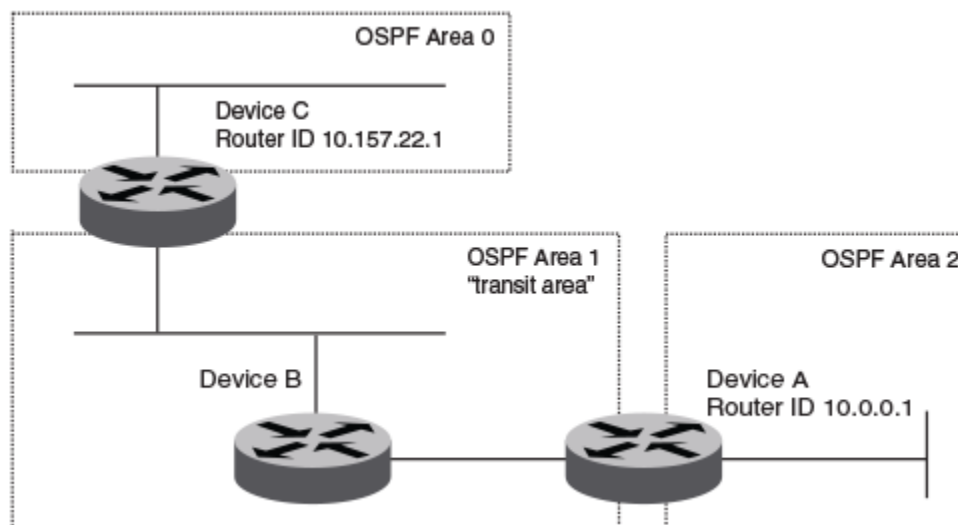 OSPF Area 0
Device C
Router ID 10.157.22.1
OSPF Area 1
“transit area”
OSPF Area 2
Device B
Device A
Router ID 10.0.0.1